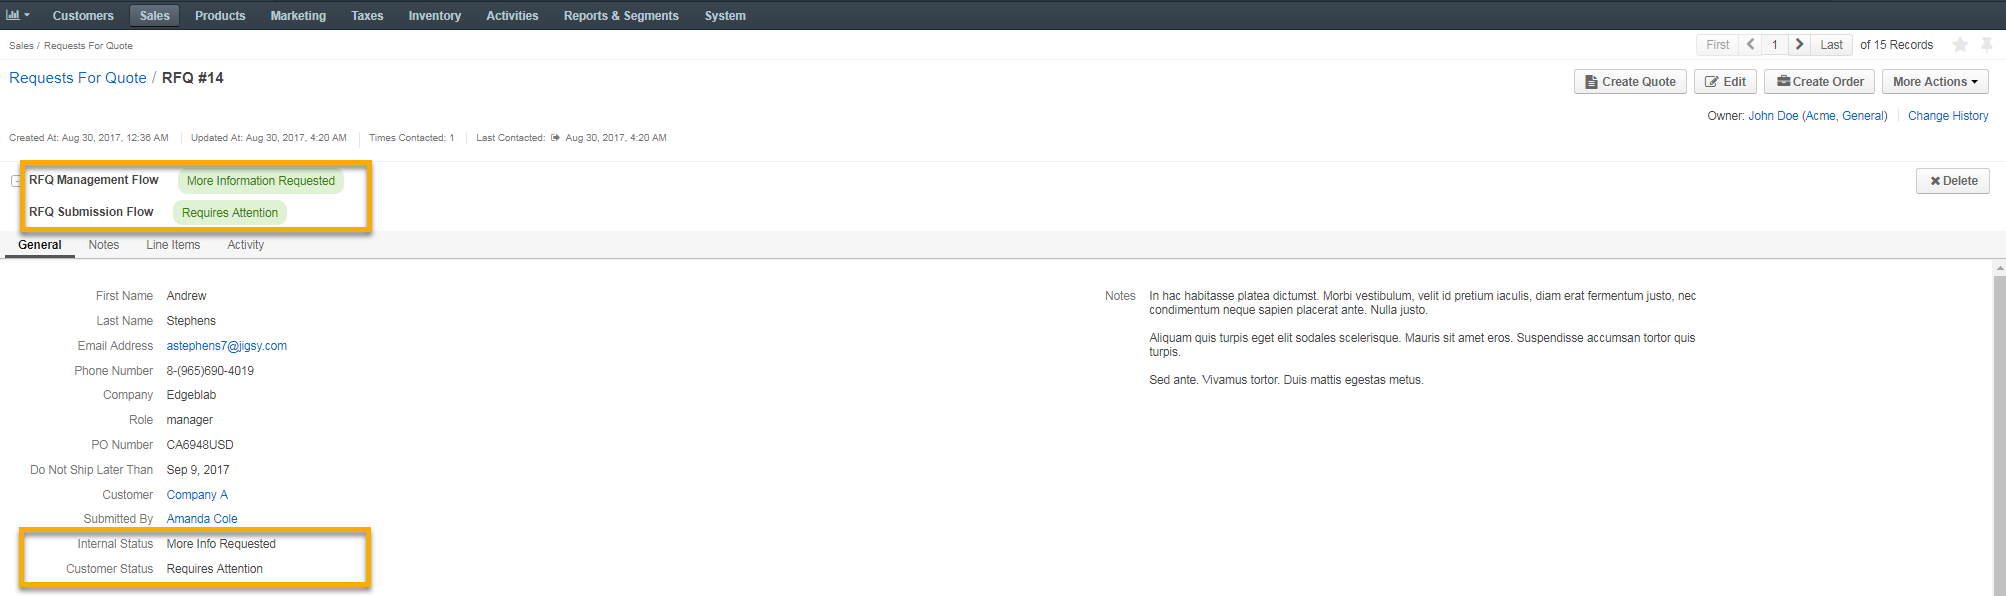 Customers Sales Products Marketing Taxes Inventory Activities Reports & Segments System
Sales / Requests For Quote
First 1 Last of 15 Records
Requests For Quote / RFQ #14
Create Quote Edit Create Order More Actions
Owner: John Doe (Acme, General) Change History
Created At: Aug 30, 2017, 12:36 AM Updated At: Aug 30, 2017, 4:20 AM Times Contacted: 1 Last Contacted: Aug 30, 2017, 4:20 AM
RFQ Management Flow More Information Requested
Delete
RFQ Submission Flow Requires Attention
General Notes Line Items Activity
First Name Andrew
Last Name Stephens
Email Address astephens7@jigsy.com
Phone Number 8-(965)690-4019
Company Edgeblab
Role manager
PO Number CA6948USD
Do Not Ship Later Than Sep 9, 2017
Customer Company A
Submitted By Amanda Cole
Internal Status More Info Requested
Customer Status Requires Attention
Notes In hac habitasse platea dictumst. Morbi vestibulum, velit id pretium iaculis, diam erat fermentum justo, nec
condimentum neque sapien placerat ante. Nulla justo.
Aliquam quis turpis eget elit sodales scelerisque. Mauris sit amet eros. Suspendisse accumsan tortor quis
turpis.
Sed ante. Vivamus tortor. Duis mattis egestas metus.